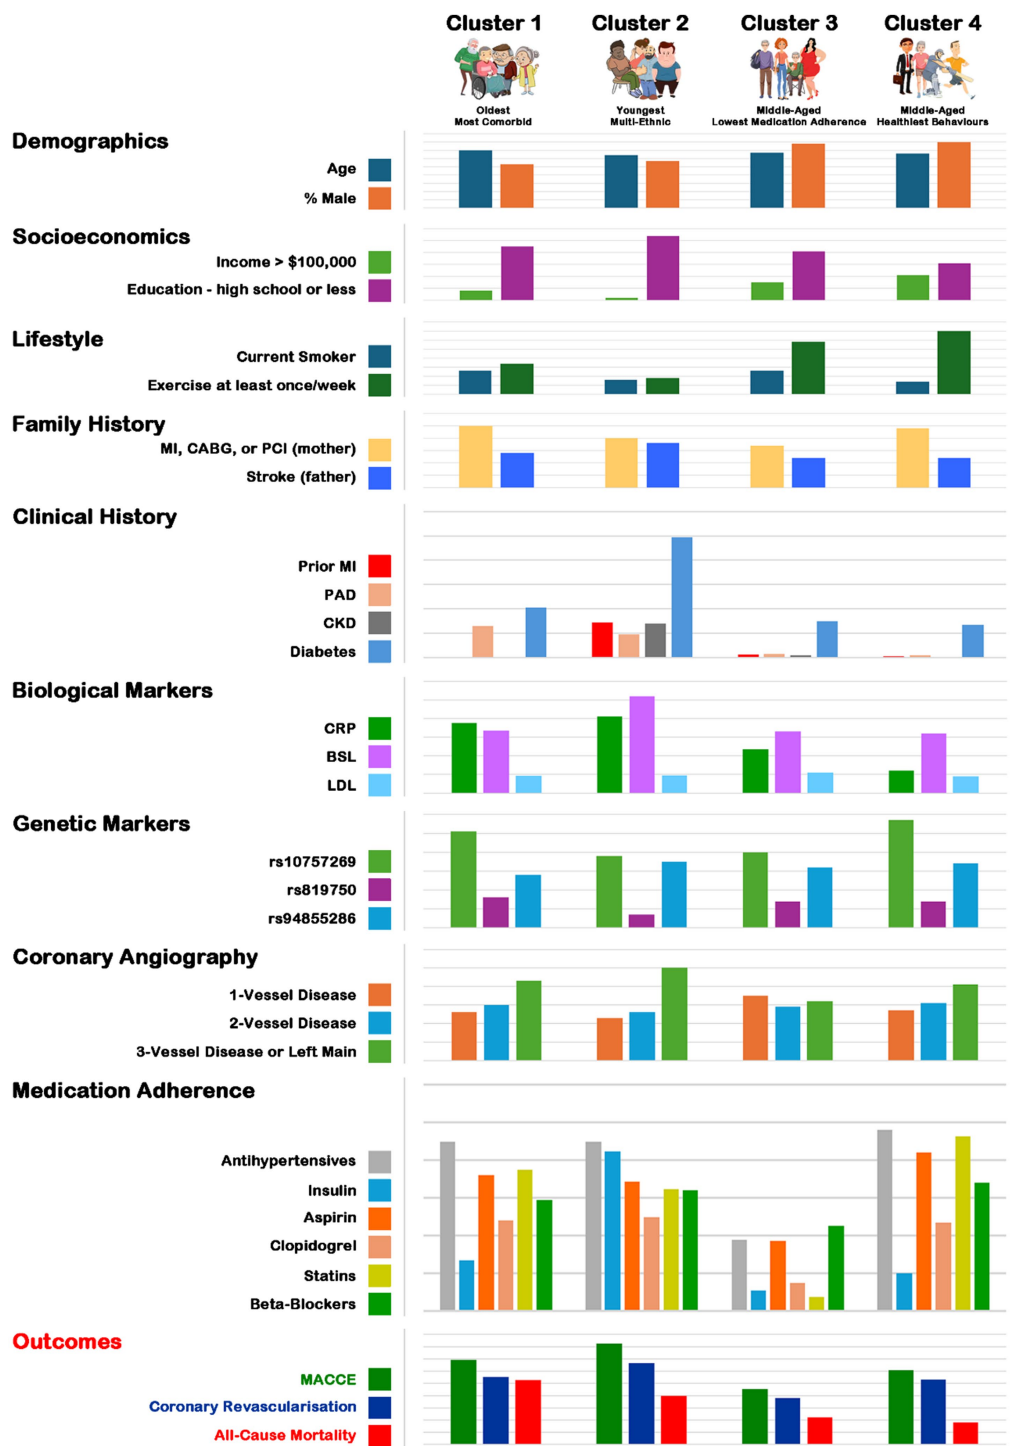 Cluster 1
Cluster 2
Cluster 3
Cluster 4
Oldest
Most Comorbid
Youngest
Multi-Ethnic
Middle-Aged
Lowest Medication Adherence
Middle-Aged
Healthiest Behaviours
Demographics
Age
% Male
Socioeconomics
Income > $100,000
Education - high school or less
Lifestyle
Current Smoker
Exercise at least once/week
Family History
MI, CABG, or PCI (mother)
Stroke (father)
Clinical History
Prior MI
PAD
CKD
Diabetes
Biological Markers
CRP
BSL
LDL
Genetic Markers
rs10757269
rs819750
rs94855286
Coronary Angiography
1-Vessel Disease
2-Vessel Disease
3-Vessel Disease or Left Main
Medication Adherence
Antihypertensives
Insulin
Aspirin
Clopidogrel
Statins
Beta-Blockers
Outcomes
MACCE
Coronary Revascularisation
All-Cause Mortality